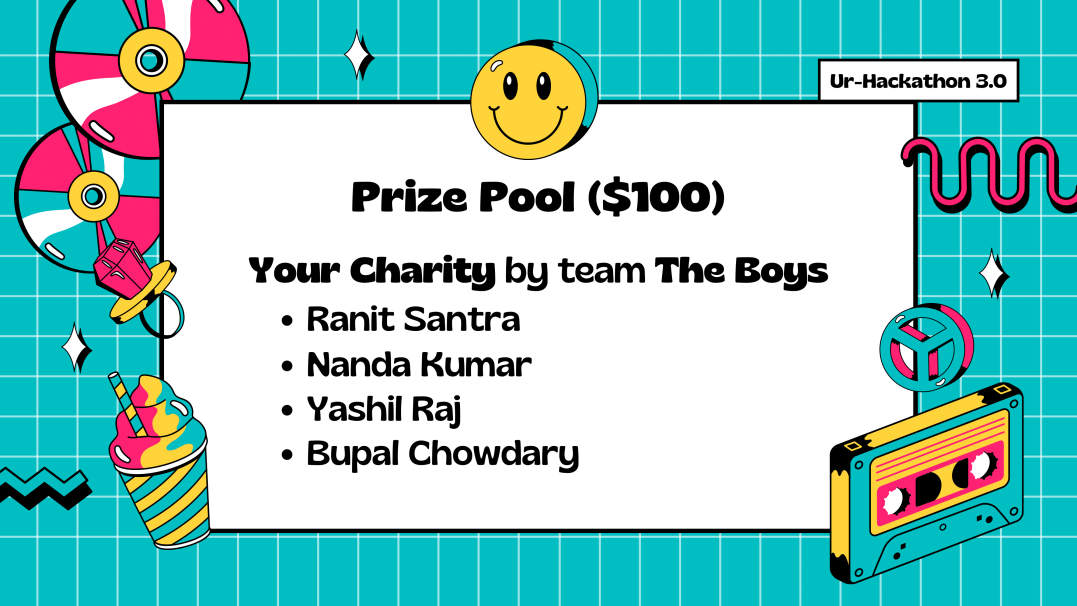 Ur-Hackathon 3.0
Prize Pool ($100)
Your Charity by team The Boys
• Ranit Santra
• Nanda Kumar
• Yashil Raj
• Bupal Chowdary